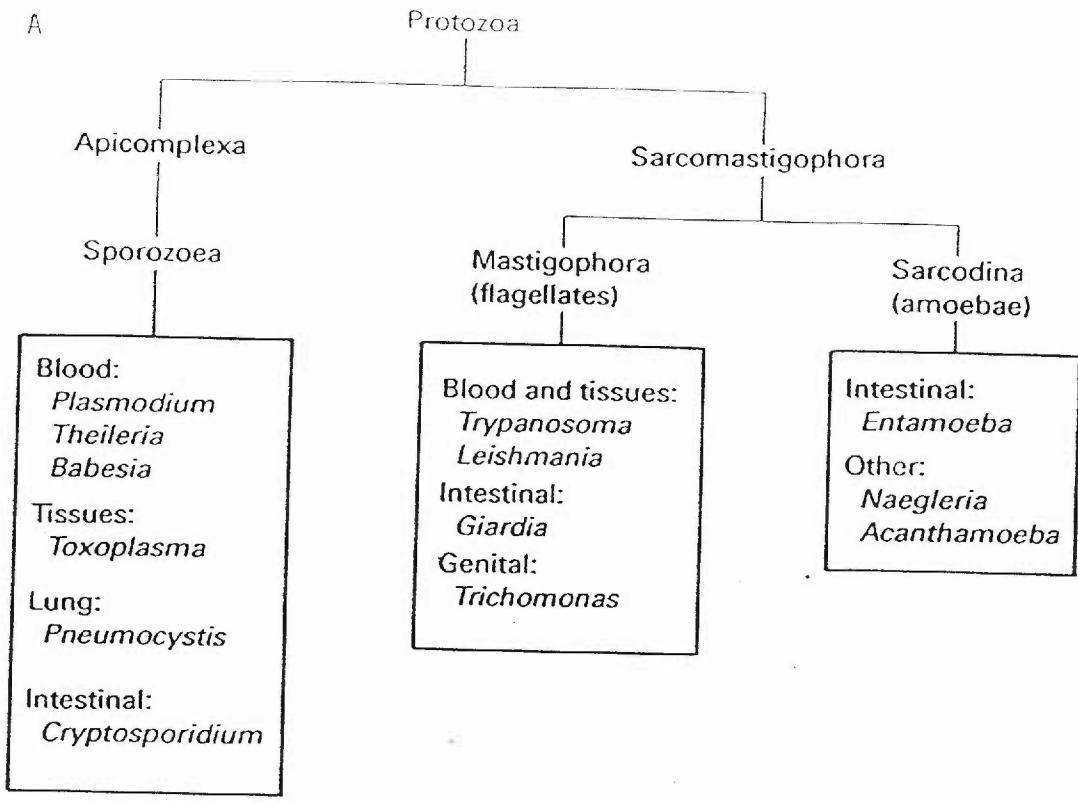 A
Protozoa
Apicomplexa
Sarcomastigophora
Sporozoea
Mastigophora
(flagellates)
Sarcodina
(amoebae)
Blood:
Plasmodium
Theileria
Babesia
Tissues:
Toxoplasma
Lung:
Pneumocystis
Intestinal:
Cryptosporidium
Blood and tissues:
Trypanosoma
Leishmania
Intestinal:
Giardia
Genital:
Trichomonas
Intestinal:
Entamoeba
Other:
Naegleria
Acanthamoeba